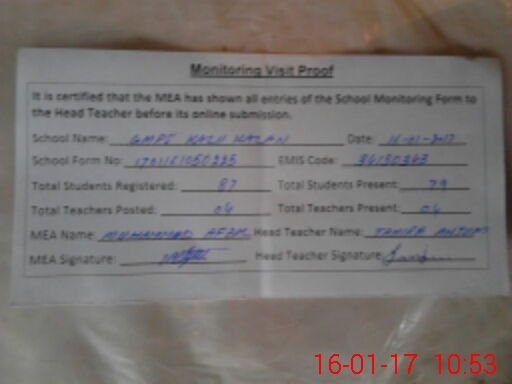 Monitoring Visit Proof
It is certified that the MEA has shown all entries of the School Monitoring Form to
the Head Teacher before its online submission.
School Name: GMPS Date: 16-01-2017
School Form No: EMIS Code:
Total Students Registered: 87 Total Students Present: 79
Total Teachers Posted: 04 Total Teachers Present: 04
MEA Name: MUHAMMAD Head Teacher Name: TAHIRA
MEA Signature: Head Teacher Signature:
16-01-17 10:53